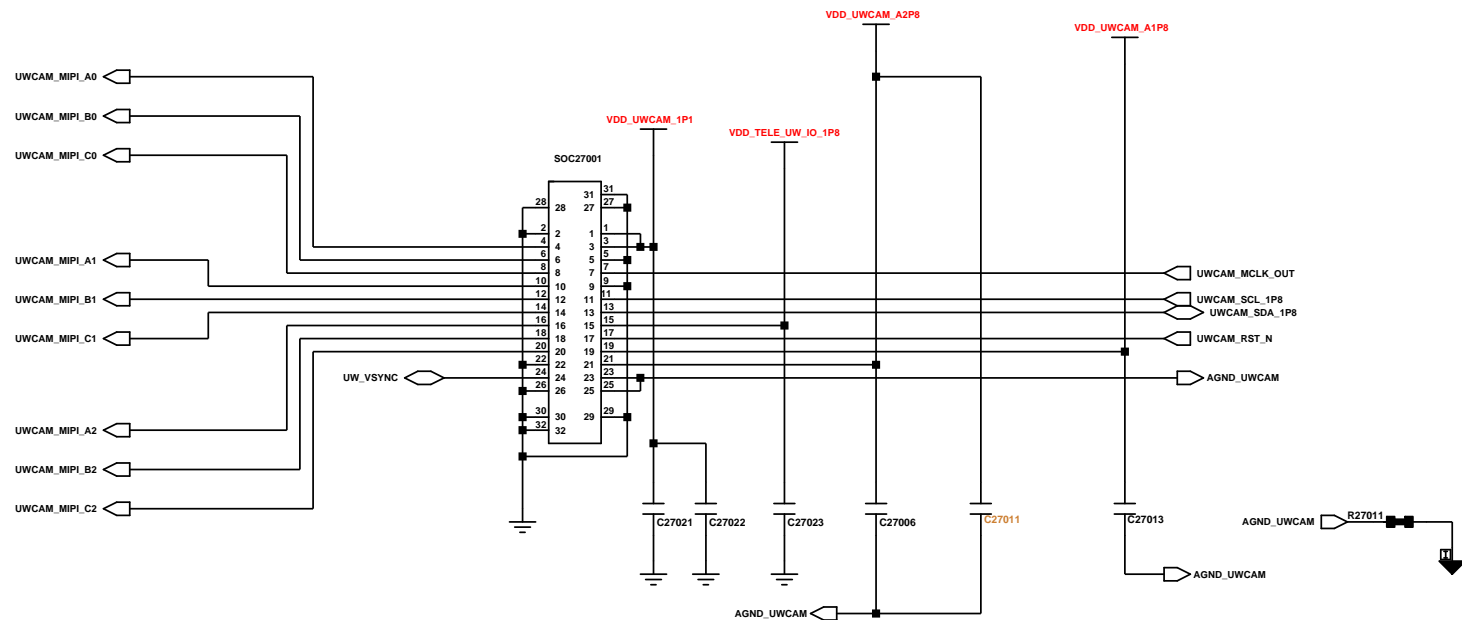 VDD_UWCAM_A2P8
VDD_UWCAM_A1P8
UWCAM_MIPI_A0
UWCAM_MIPI_B0
VDD_UWCAM_1P1
VDD_TELE_UW_IO_1P8
UWCAM_MIPI_C0
SOC27001
31 31
28 28 27 27
2 2 1 1
4 4 3 3
UWCAM_MIPI_A1 6 6 5 5
8 8 7 7 UWCAM_MCLK_OUT
10 10 9 9
UWCAM_MIPI_B1 12 12 11 11 UWCAM_SCL_1P8
14 14 13 13 UWCAM_SDA_1P8
16 16 15 15
UWCAM_MIPI_C1 18 18 17 17 UWCAM_RST_N
20 20 19 19
22 22 21 21
UW_VSYNC 24 24 23 23 AGND_UWCAM
26 26 25 25
30 30 29 29
UWCAM_MIPI_A2 32 32
UWCAM_MIPI_B2
UWCAM_MIPI_C2
C27021 C27022 C27023 C27006 C27011 C27013
AGND_UWCAM R27011
I
AGND_UWCAM
AGND_UWCAM